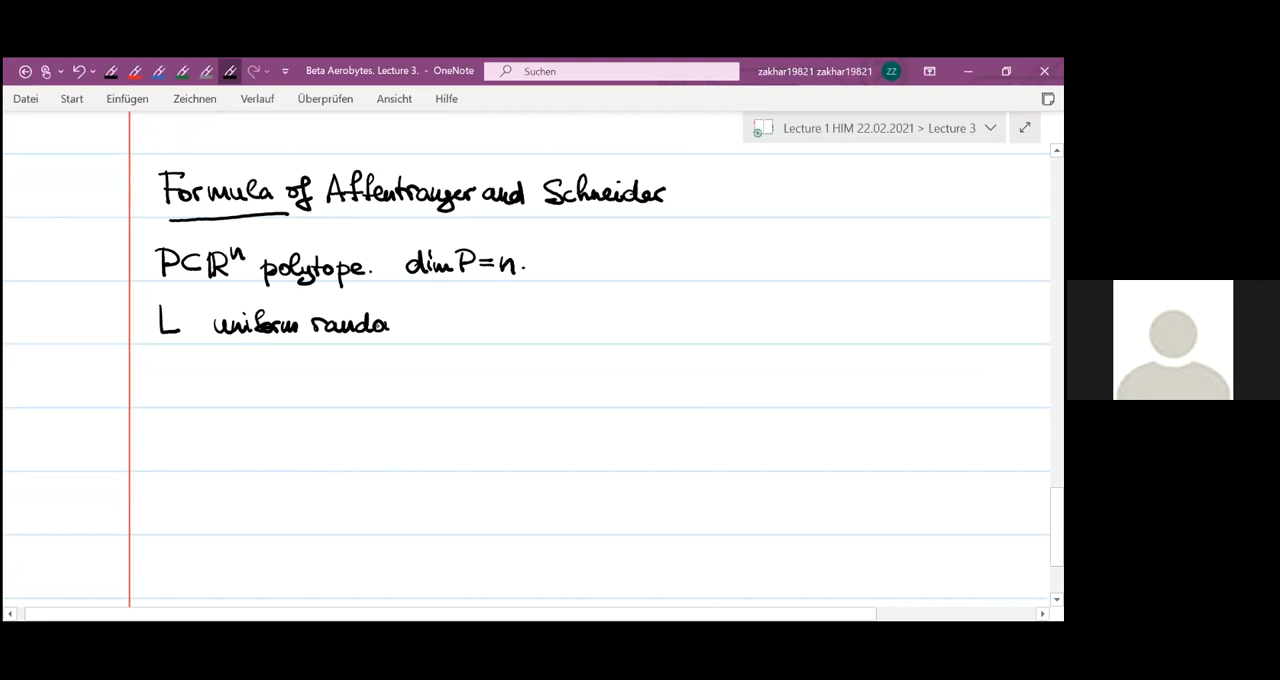 Beta Aerobytes. Lecture 3. - OneNote
Suchen
zakhar19821 zakhar19821
ZZ
Datei Start Einfügen Zeichnen Verlauf Überprüfen Ansicht Hilfe
Lecture 1 HIM 22.02.2021 > Lecture 3
Formula of Affentranger and Schneider
P⊂ℝⁿ polytope. dim P = n.
L uniform rando